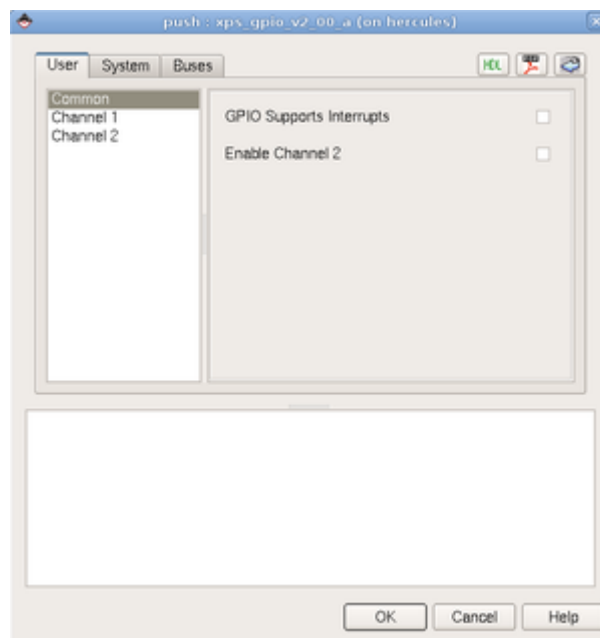 push : xps_gpio_v2_00_a (on hercules)
User System Buses HDL PDF
Common
Channel 1
Channel 2
GPIO Supports Interrupts
Enable Channel 2
OK Cancel Help